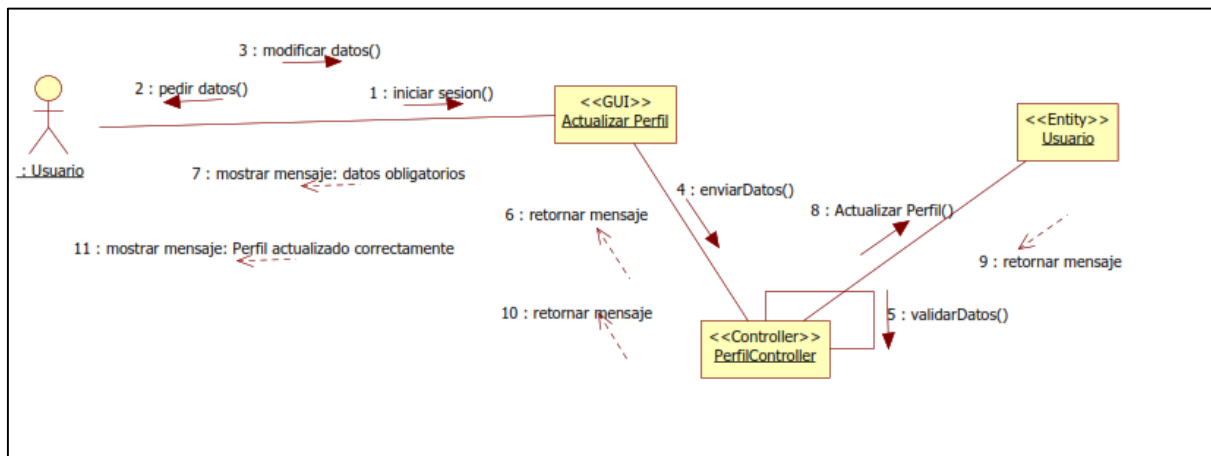 3 : modificar datos()
2 : pedir datos()
1 : iniciar sesion()
<<GUI>>
Actualizar Perfil
<<Entity>>
Usuario
: Usuario
7 : mostrar mensaje: datos obligatorios
4 : enviarDatos()
6 : retornar mensaje
8 : Actualizar Perfil()
11 : mostrar mensaje: Perfil actualizado correctamente
9 : retornar mensaje
10 : retornar mensaje
5 : validarDatos()
<<Controller>>
PerfilController